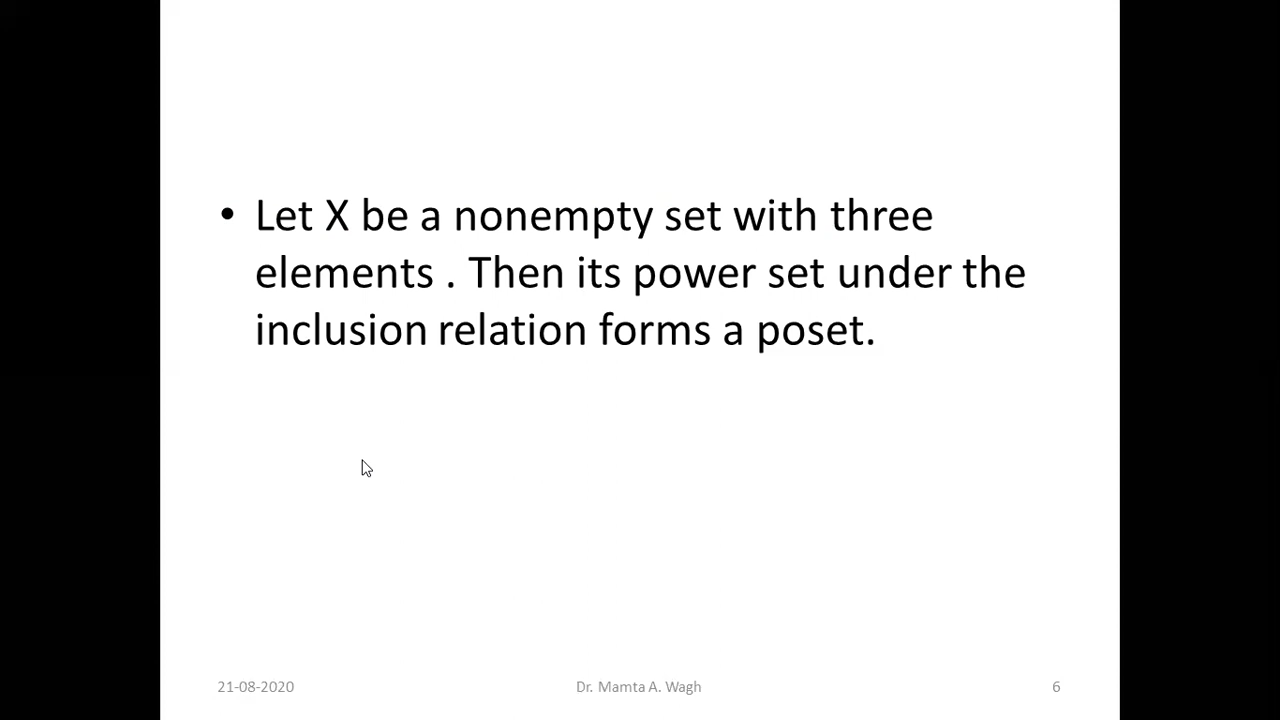 • Let X be a nonempty set with three
elements . Then its power set under the
inclusion relation forms a poset.
21-08-2020
Dr. Mamta A. Wagh
6